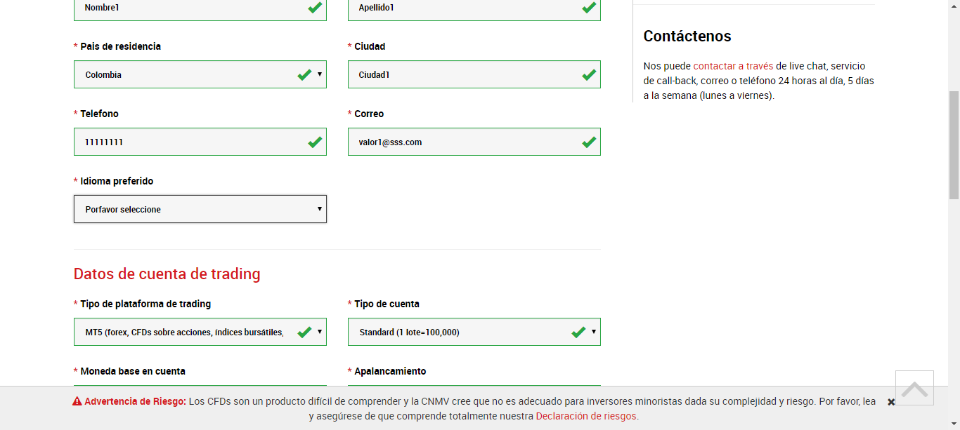 Nombre1
Apellido1
* Pais de residencia
* Ciudad
Colombia
Ciudad1
* Telefono
* Correo
11111111
valor1@sss.com
* Idioma preferido
Porfavor seleccione
Datos de cuenta de trading
* Tipo de plataforma de trading
* Tipo de cuenta
MT5 (forex, CFDs sobre acciones, índices bursátiles,
Standard (1 lote=100,000)
* Moneda base en cuenta
* Apalancamiento
Contáctenos
Nos puede contactar a través de live chat, servicio
de call-back, correo o teléfono 24 horas al día, 5 días
a la semana (lunes a viernes).
Advertencia de Riesgo: Los CFDs son un producto difícil de comprender y la CNMV cree que no es adecuado para inversores minoristas dada su complejidad y riesgo. Por favor, lea
y asegúrese de que comprende totalmente nuestra Declaración de riesgos.